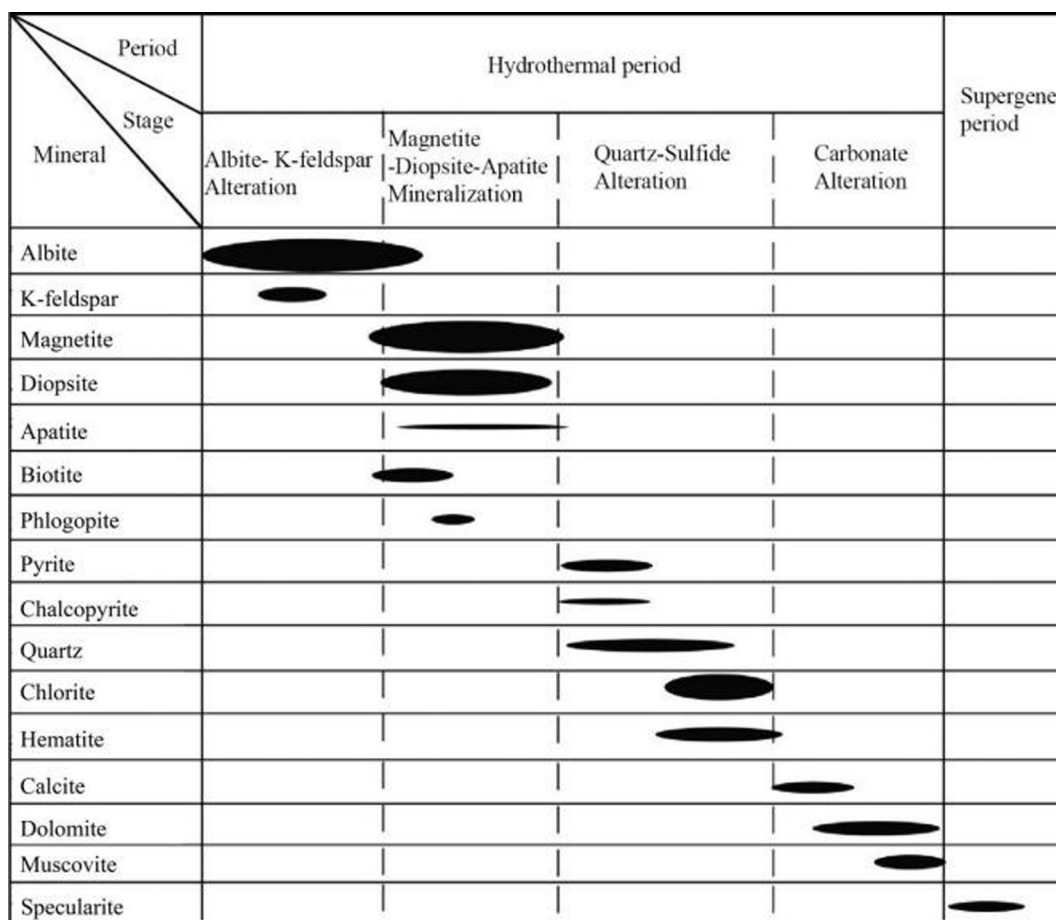 Period
Stage
Mineral
Hydrothermal period
Supergene
period
Albite- K-feldspar
Alteration
Magnetite
-Diopsite-Apatite
Mineralization
Quartz-Sulfide
Alteration
Carbonate
Alteration
Albite
K-feldspar
Magnetite
Diopsite
Apatite
Biotite
Phlogopite
Pyrite
Chalcopyrite
Quartz
Chlorite
Hematite
Calcite
Dolomite
Muscovite
Specularite